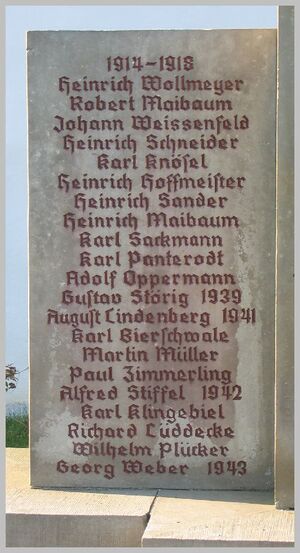 1914-1918
Heinrich Wollmeyer
Robert Maibaum
Johann Weissenfeld
Heinrich Schneider
Karl Knösel
Heinrich Hoffmeister
Heinrich Sander
Heinrich Maibaum
Karl Sackmann
Karl Panterodt
Adolf Oppermann
Gustav Störig 1939
August Lindenberg 1941
Karl Bierschwale
Martin Müller
Paul Zimmerling
Alfred Stiffel 1942
Karl Klingebiel
Richard Lüddecke
Wilhelm Plücker
Georg Weber 1943